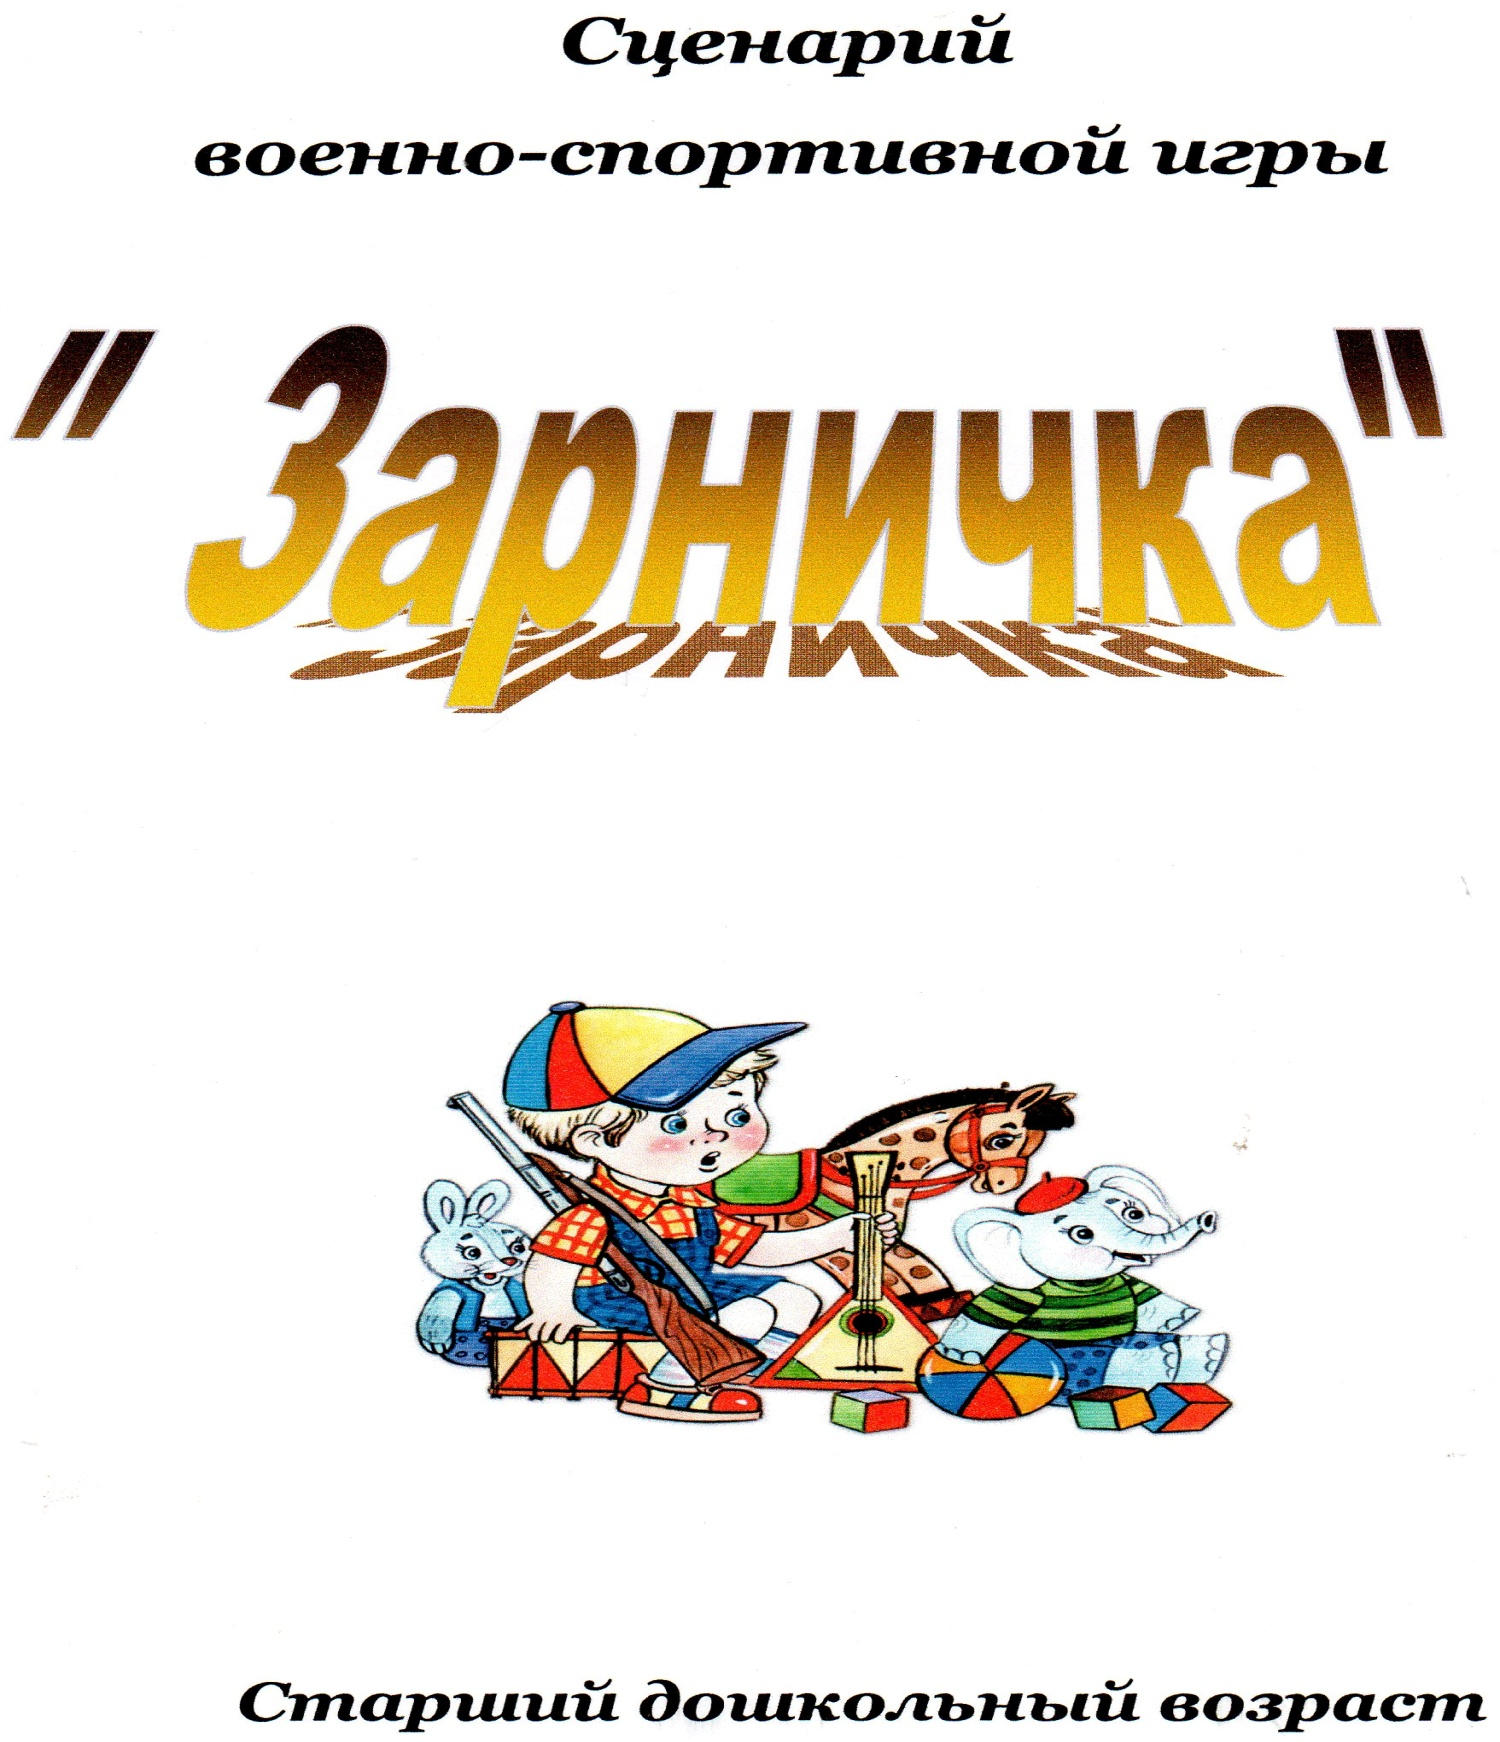 Сценарий
военно-спортивной игры
"Зарничка"
Старший дошкольный возраст